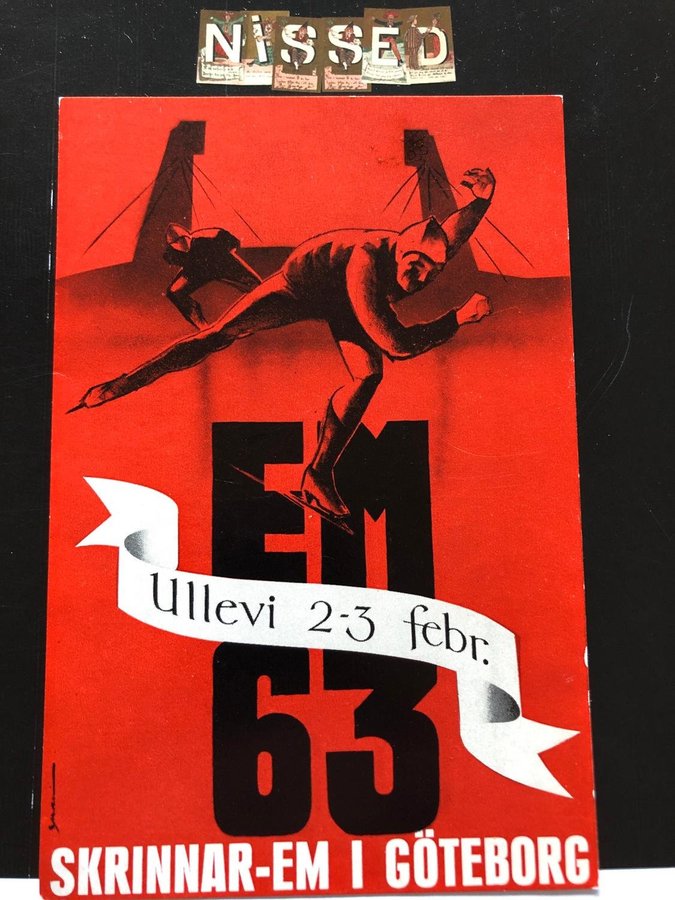 NiSSED
EM
Ullevi 2-3 febr.
63
SKRINNAR-EM I GÖTEBORG